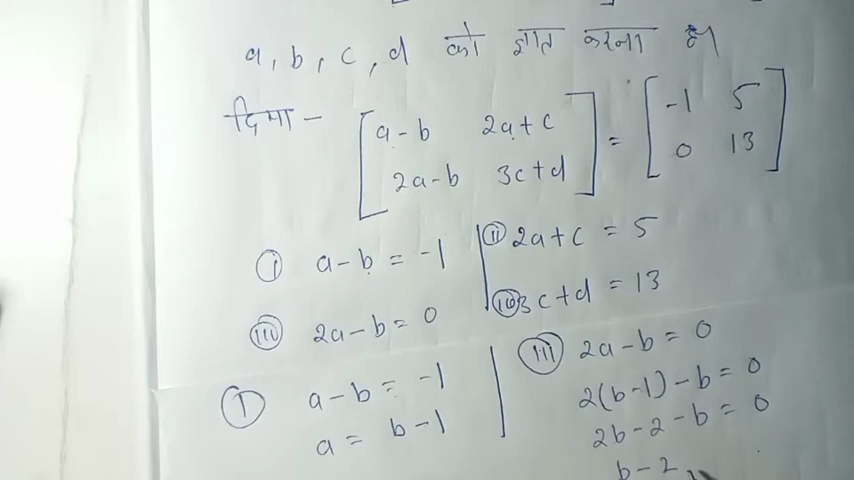 a, b, c, d को ज्ञात करना है।
दिया - [ a-b 2a+c ] = [ -1 5 ]
[ 2a-b 3c+d ] [ 0 13 ]
(i) a-b = -1 | (ii) 2a+c = 5
(iii) 2a-b = 0 | (iv) 3c+d = 13
(I) a-b = -1 | (III) 2a-b = 0
a = b-1 | 2(b-1)-b = 0
2b-2-b = 0
b-2